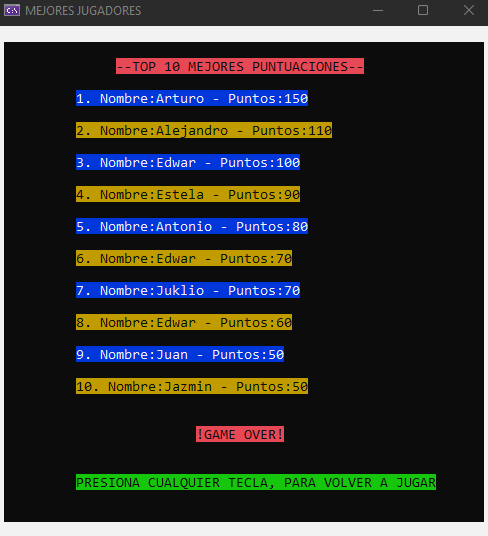 MEJORES JUGADORES
--TOP 10 MEJORES PUNTUACIONES--
1. Nombre:Arturo - Puntos:150
2. Nombre:Alejandro - Puntos:110
3. Nombre:Edwar - Puntos:100
4. Nombre:Estela - Puntos:90
5. Nombre:Antonio - Puntos:80
6. Nombre:Edwar - Puntos:70
7. Nombre:Juklio - Puntos:70
8. Nombre:Edwar - Puntos:60
9. Nombre:Juan - Puntos:50
10. Nombre:Jazmin - Puntos:50
!GAME OVER!
PRESIONA CUALQUIER TECLA, PARA VOLVER A JUGAR